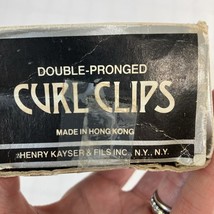 DOUBLE-PRONGED
CURL CLIPS
MADE IN HONG KONG
HENRY KAYSER & FILS INC., N.Y., N.Y.